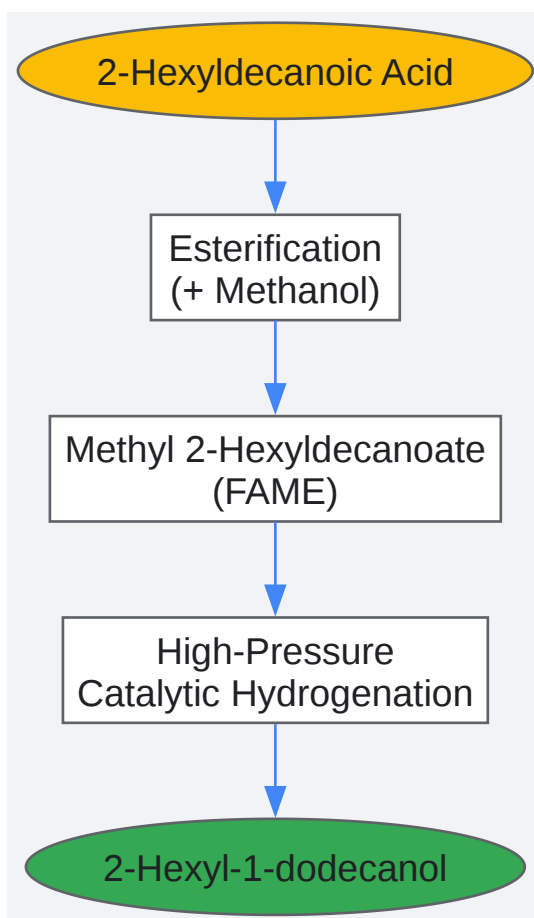 2-Hexyldecanoic Acid
Esterification
(+ Methanol)
Methyl 2-Hexyldecanoate
(FAME)
High-Pressure
Catalytic Hydrogenation
2-Hexyl-1-dodecanol